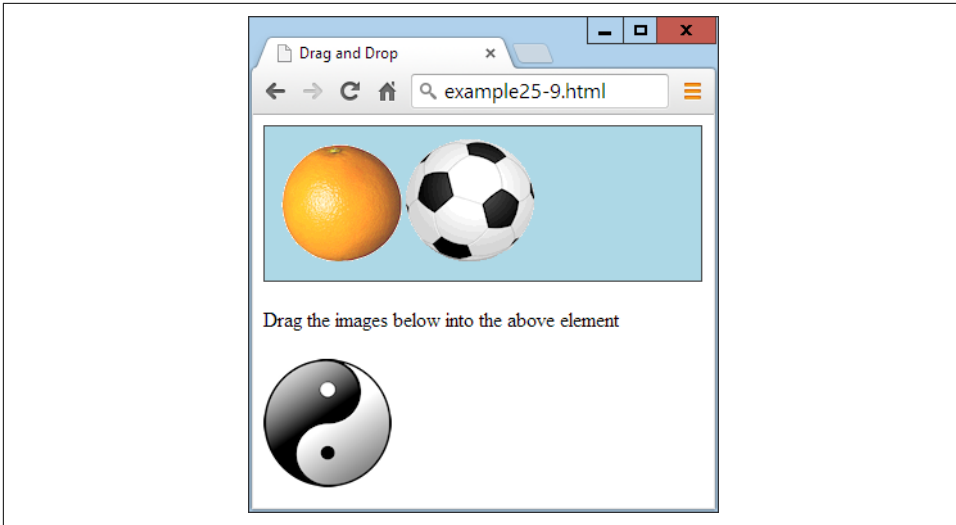 Drag and Drop
example25-9.html
Drag the images below into the above element